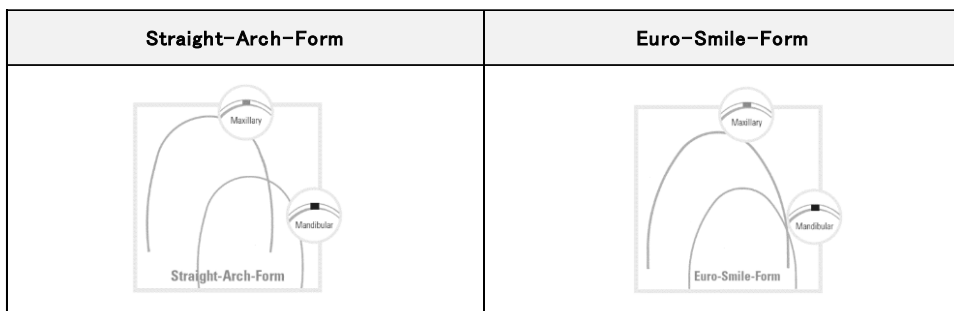 Straight-Arch-Form
Euro-Smile-Form
Maxillary
Mandibular
Straight-Arch-Form
Maxillary
Mandibular
Euro-Smile-Form